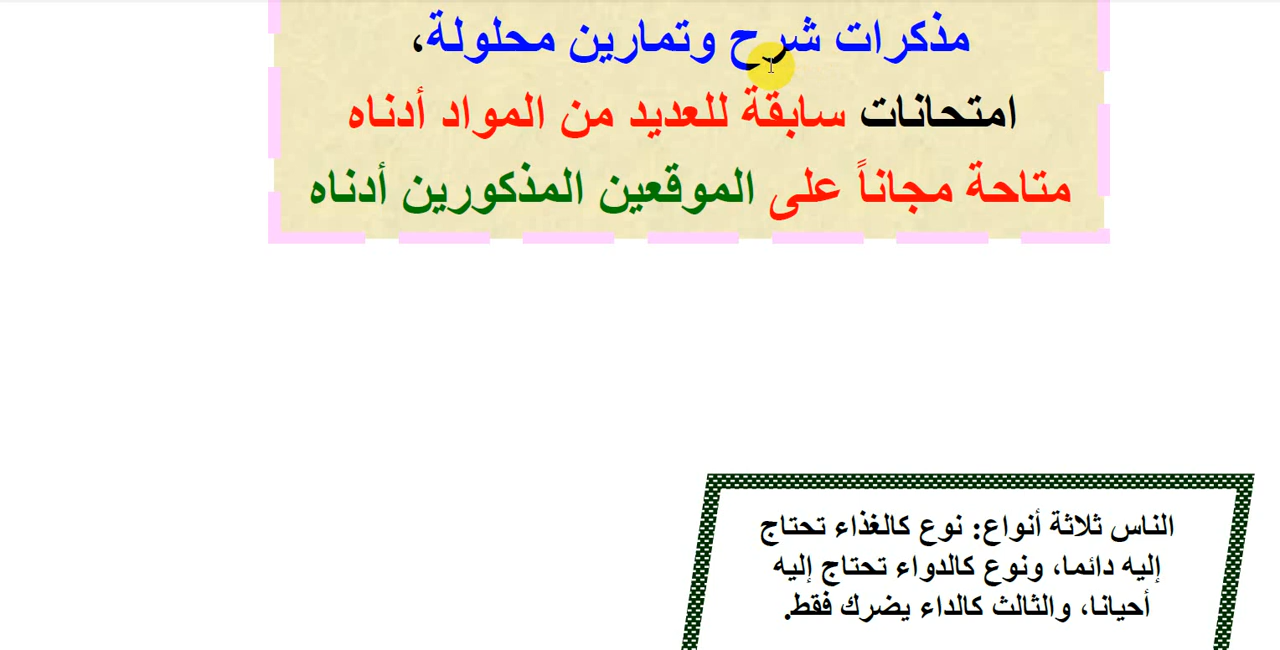 مذكرات شرح وتمارين محلولة،
امتحانات سابقة للعديد من المواد أدناه
متاحة مجاناً على الموقعين المذكورين أدناه
الناس ثلاثة أنواع: نوع كالغذاء تحتاج
إليه دائما، ونوع كالدواء تحتاج إليه
أحيانا، والثالث كالداء يضرك فقط.